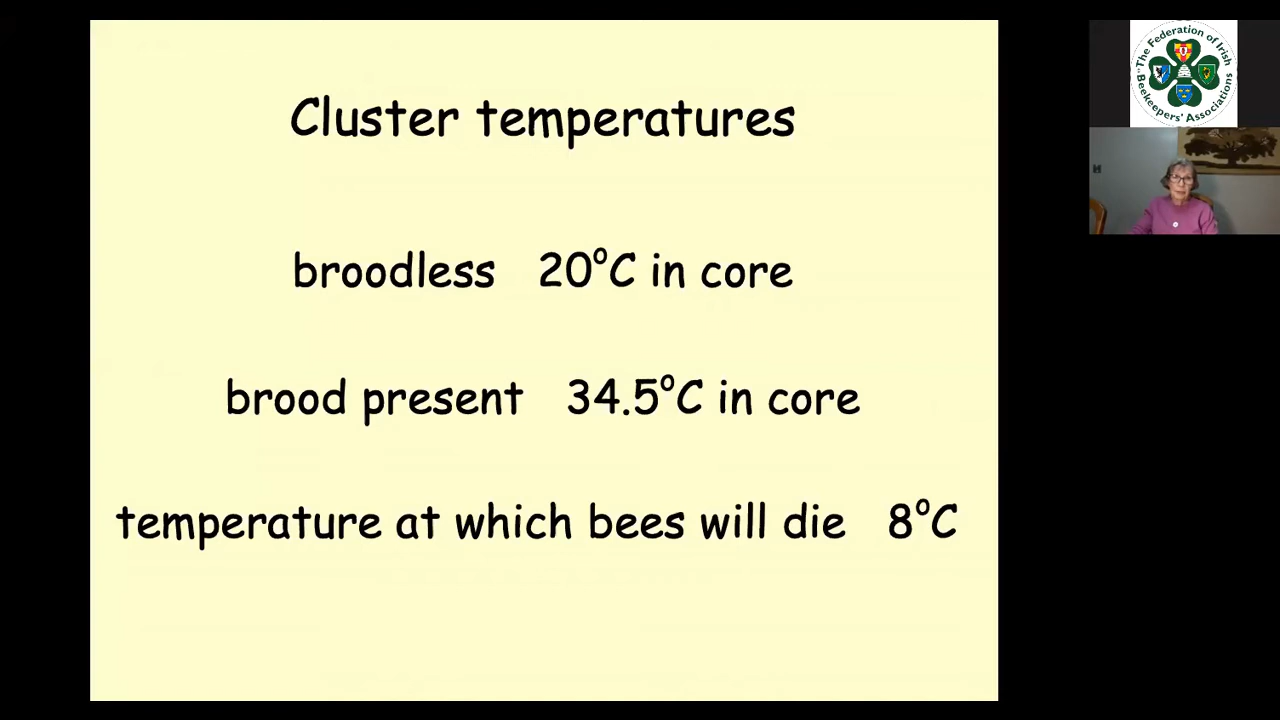 Cluster temperatures
broodless 20°C in core
brood present 34.5°C in core
temperature at which bees will die 8°C
"The Federation of Irish
Beekeepers' Associations"